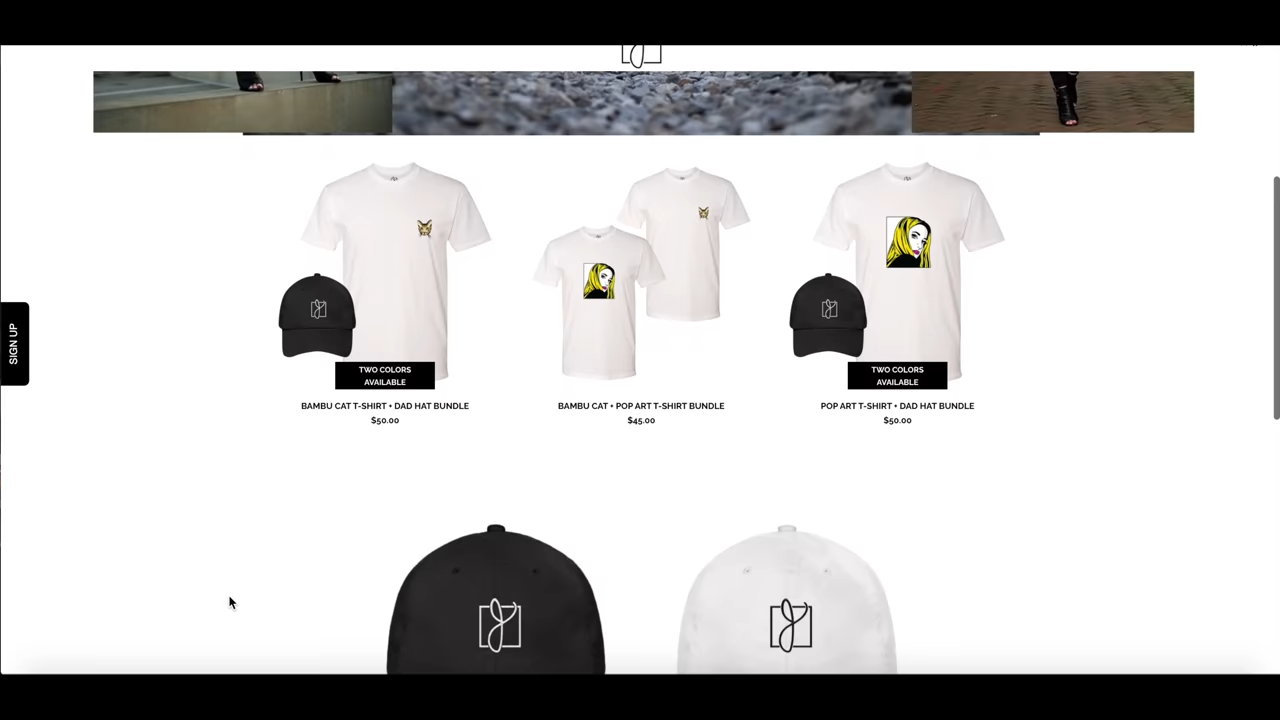 SIGN UP
TWO COLORS
AVAILABLE
TWO COLORS
AVAILABLE
BAMBU CAT T-SHIRT + DAD HAT BUNDLE
$50.00
BAMBU CAT + POP ART T-SHIRT BUNDLE
$45.00
POP ART T-SHIRT + DAD HAT BUNDLE
$50.00